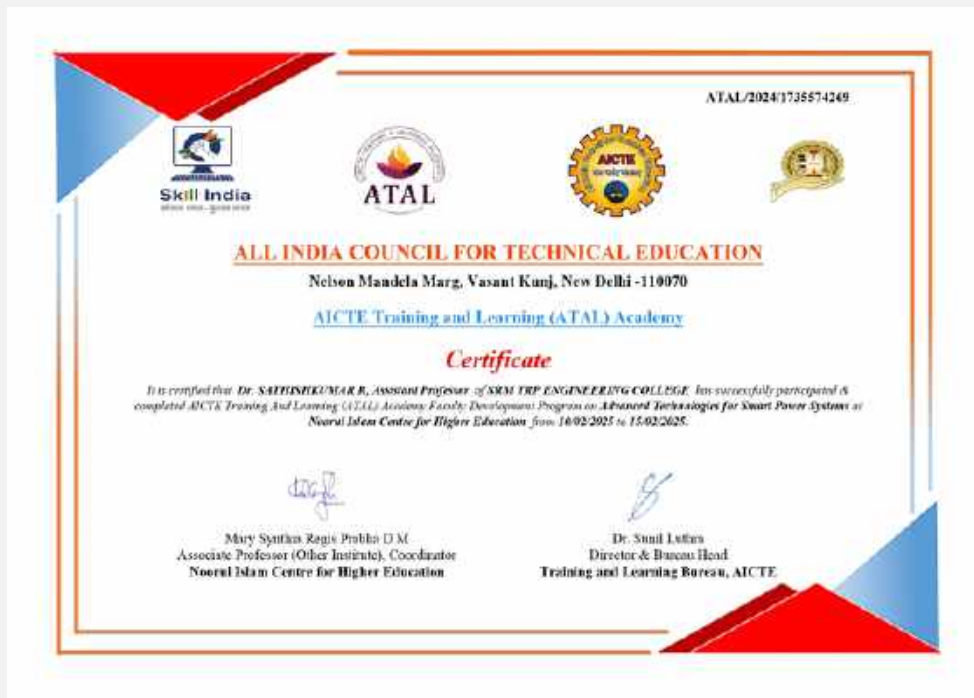 ATAL/2024/1735574269
Skill India
ATAL
AICTE
ALL INDIA COUNCIL FOR TECHNICAL EDUCATION
Nelson Mandela Marg, Vasant Kunj, New Delhi -110070
AICTE Training and Learning (ATAL) Academy
Certificate
It is certified that Dr. SATHISHKUMAR R, Assistant Professor of SRM TRP ENGINEERING COLLEGE has successfully participated &
completed AICTE Training And Learning (ATAL) Academy Faculty Development Program on Advanced Technologies for Smart Power Systems at
Noorul Islam Centre for Higher Education from 10/02/2025 to 15/02/2025.
Mary Synthia Regis Prabha D M
Associate Professor (Other Institute), Coordinator
Noorul Islam Centre for Higher Education
Dr. Sunil Luthra
Director & Bureau Head
Training and Learning Bureau, AICTE